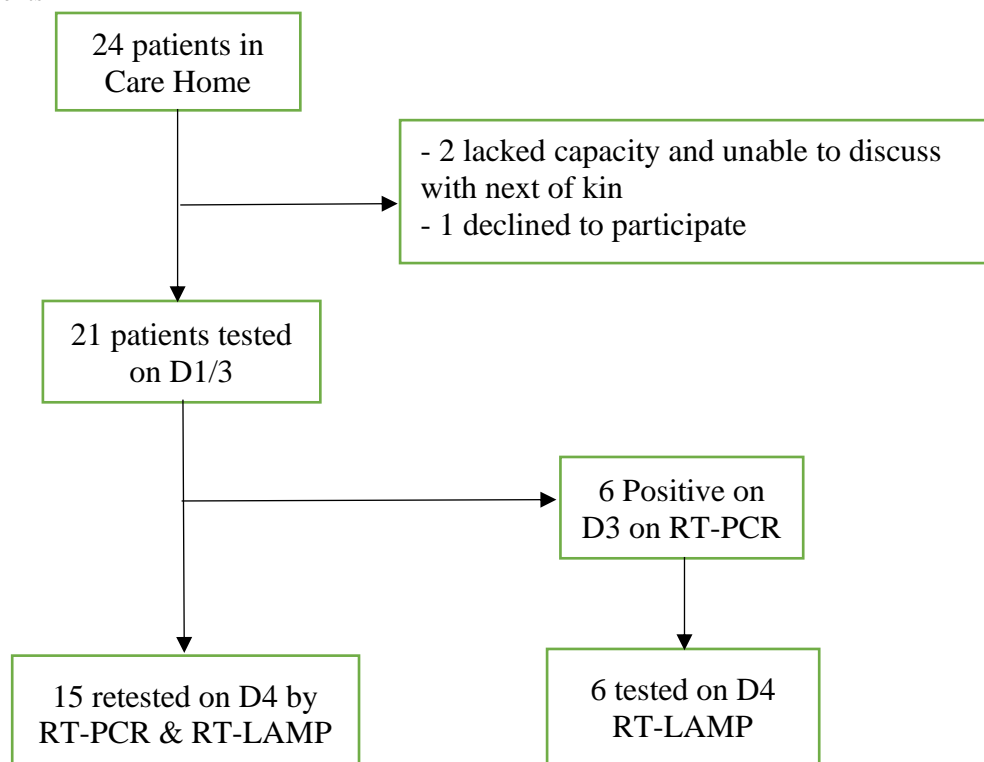 24 patients in
Care Home
- 2 lacked capacity and unable to discuss
with next of kin
- 1 declined to participate
21 patients tested
on D1/3
6 Positive on
D3 on RT-PCR
15 retested on D4 by
RT-PCR & RT-LAMP
6 tested on D4
RT-LAMP